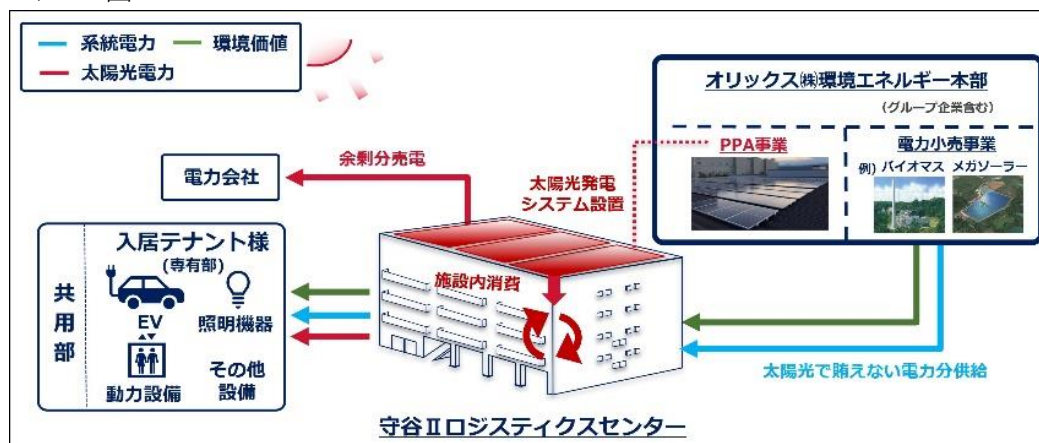 系統電力 環境価値
太陽光電力
オリックス㈱環境エネルギー本部
(グループ企業含む)
PPA事業
電力小売事業
例) バイオマス メガソーラー
余剰分売電
電力会社
太陽光発電
システム設置
入居テナント様
(専有部)
共用部
EV
照明機器
動力設備
その他
設備
施設内消費
太陽光で賄えない電力分供給
守谷Ⅱロジスティクスセンター